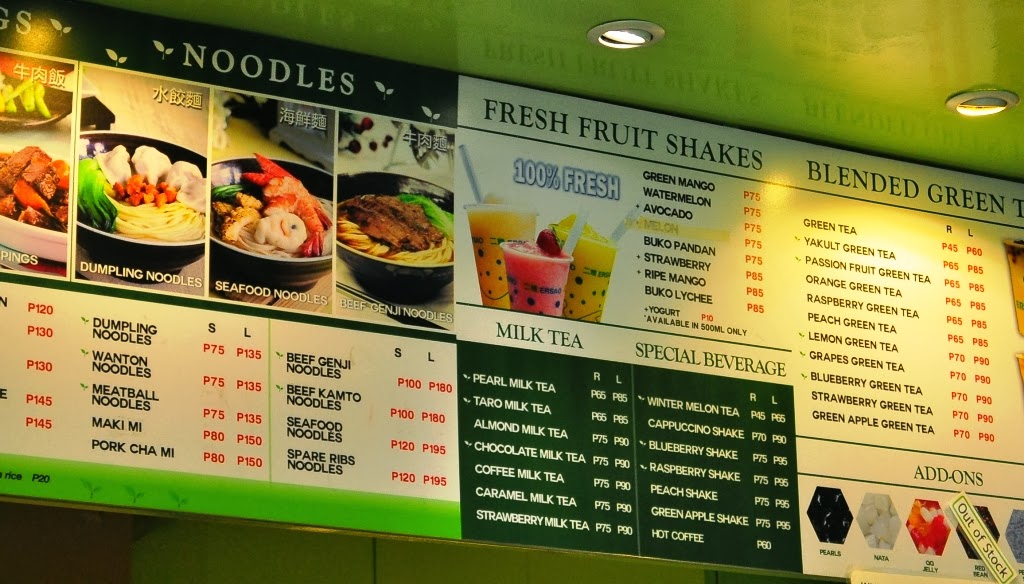 GS
NOODLES
牛肉飯
水餃麵
海鮮麵
牛肉麵
PINGS
DUMPLING NOODLES
SEAFOOD NOODLES
BEEF GENJI NOODLES
N P120
P130
P130
E P145
P145
rice P20
S L
DUMPLING NOODLES P75 P135
WANTON NOODLES P75 P135
MEATBALL NOODLES P75 P135
MAKI MI P80 P150
PORK CHA MI P80 P150
S L
BEEF GENJI NOODLES P100 P180
BEEF KAMTO NOODLES P100 P180
SEAFOOD NOODLES P120 P195
SPARE RIBS NOODLES P120 P195
FRESH FRUIT SHAKES
100% FRESH
GREEN MANGO P75
WATERMELON P75
AVOCADO P75
MELON P75
BUKO PANDAN P85
STRAWBERRY P85
RIPE MANGO P85
BUKO LYCHEE P85
+YOGURT P10
*AVAILABLE IN 500ML ONLY
MILK TEA
R L
PEARL MILK TEA P65 P85
TARO MILK TEA P65 P85
ALMOND MILK TEA P75 P90
CHOCOLATE MILK TEA P75 P90
COFFEE MILK TEA P75 P90
CARAMEL MILK TEA P75 P90
STRAWBERRY MILK TEA P75 P90
SPECIAL BEVERAGE
R L
WINTER MELON TEA P45 P65
CAPPUCCINO SHAKE P70 P90
BLUEBERRY SHAKE P75 P95
RASPBERRY SHAKE P75 P95
PEACH SHAKE P75 P95
GREEN APPLE SHAKE P75 P95
HOT COFFEE P60
BLENDED GREEN T
R L
GREEN TEA P45 P60
YAKULT GREEN TEA P65 P85
PASSION FRUIT GREEN TEA P65 P85
ORANGE GREEN TEA P65 P85
RASPBERRY GREEN TEA P65 P85
PEACH GREEN TEA P65 P85
LEMON GREEN TEA P70 P90
GRAPES GREEN TEA P70 P90
BLUEBERRY GREEN TEA P70 P90
STRAWBERRY GREEN TEA P70 P90
GREEN APPLE GREEN TEA P70 P90
ADD-ONS
PEARLS
NATA
QQ JELLY
RED BEAN
Out of Stock